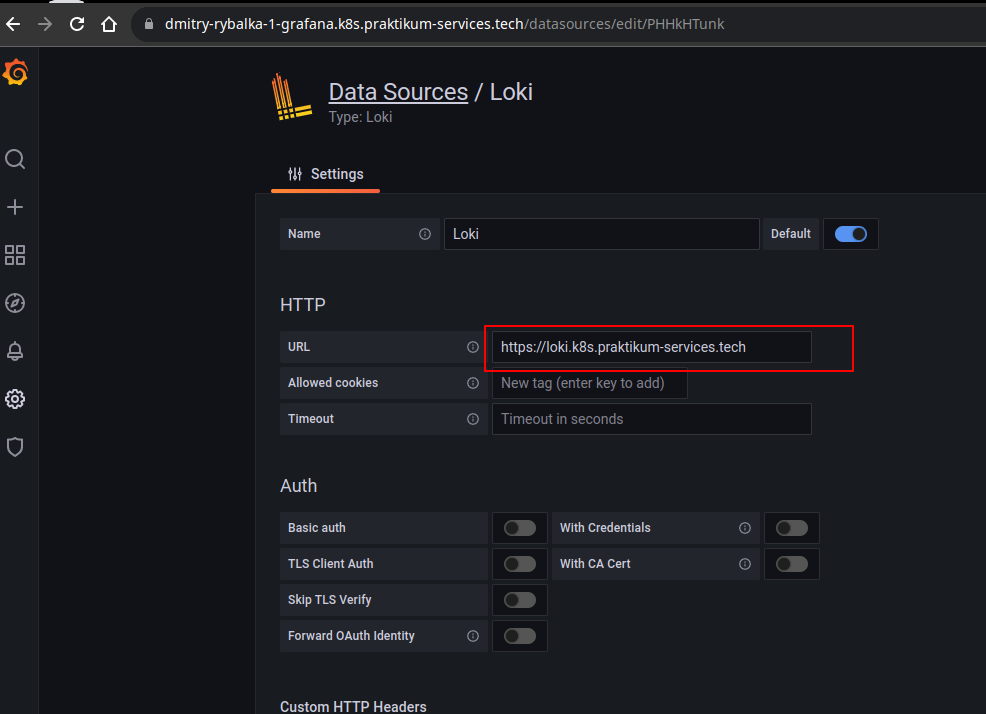 dmitry-rybalka-1-grafana.k8s.praktikum-services.tech/datasources/edit/PHHkHTunk
Data Sources / Loki
Type: Loki
Settings
Name Loki Default
HTTP
URL https://loki.k8s.praktikum-services.tech
Allowed cookies New tag (enter key to add)
Timeout Timeout in seconds
Auth
Basic auth With Credentials
TLS Client Auth With CA Cert
Skip TLS Verify
Forward OAuth Identity
Custom HTTP Headers